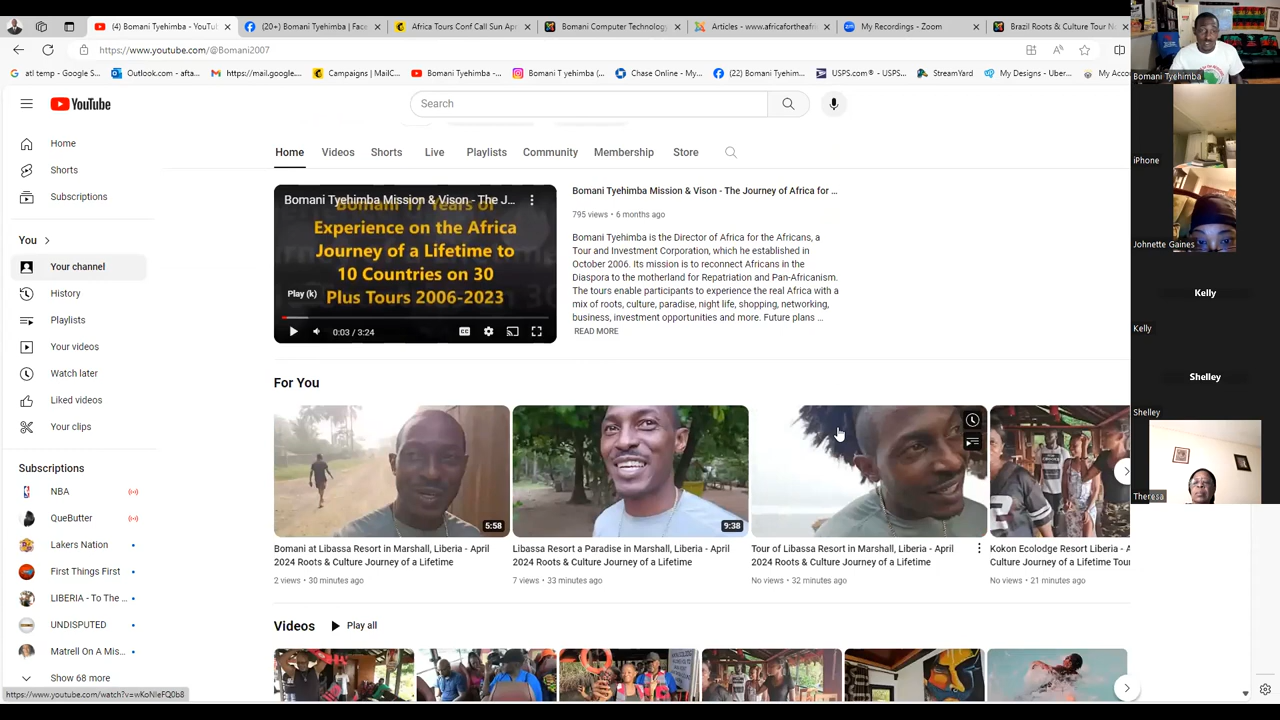 (4) Bomani Tyehimba - YouTu
(20+) Bomani Tyehimba | Face
Africa Tours Conf Call Sun Apr
Bomani Computer Technology
Articles - www.africafortheafri
My Recordings - Zoom
Brazil Roots & Culture Tour N
https://www.youtube.com/@Bomani2007
atl temp - Google S...
Outlook.com - afta...
https://mail.google...
Campaigns | MailC...
Bomani Tyehimba -...
Bomani T yehimba (...
Chase Online - My...
(22) Bomani Tyehim...
USPS.com® - USPS...
StreamYard
My Designs - Uber...
My Accou
YouTube
Search
Home
Shorts
Subscriptions
You
Your channel
History
Playlists
Your videos
Watch later
Liked videos
Your clips
Subscriptions
NBA
QueButter
Lakers Nation
First Things First
LIBERIA - To The ...
UNDISPUTED
Matrell On A Mis...
Show 68 more
https://www.youtube.com/watch?v=wKoNIeFQ0b8
Home
Videos
Shorts
Live
Playlists
Community
Membership
Store
Bomani Tyehimba Mission & Vison - The J...
Bomani 17 Years of
Experience on the Africa
Journey of a Lifetime to
10 Countries on 30
Plus Tours 2006-2023
Play (k)
0:03 / 3:24
Bomani Tyehimba Mission & Vison - The Journey of Africa for ...
795 views • 6 months ago
Bomani Tyehimba is the Director of Africa for the Africans, a
Tour and Investment Corporation, which he established in
October 2006. Its mission is to reconnect Africans in the
Diaspora to the motherland for Repatriation and Pan-Africanism.
The tours enable participants to experience the real Africa with a
mix of roots, culture, paradise, night life, shopping, networking,
business, investment opportunities and more. Future plans ...
READ MORE
For You
5:58
Bomani at Libassa Resort in Marshall, Liberia - April
2024 Roots & Culture Journey of a Lifetime
2 views • 30 minutes ago
9:38
Libassa Resort a Paradise in Marshall, Liberia - April
2024 Roots & Culture Journey of a Lifetime
7 views • 33 minutes ago
Tour of Libassa Resort in Marshall, Liberia - April
2024 Roots & Culture Journey of a Lifetime
No views • 32 minutes ago
Kokon Ecolodge Resort Liberia - A
Culture Journey of a Lifetime Tour
No views • 21 minutes ago
Videos
Play all
Bomani Tyehimba
iPhone
Johnette Gaines
Kelly
Kelly
Shelley
Shelley
Theresa